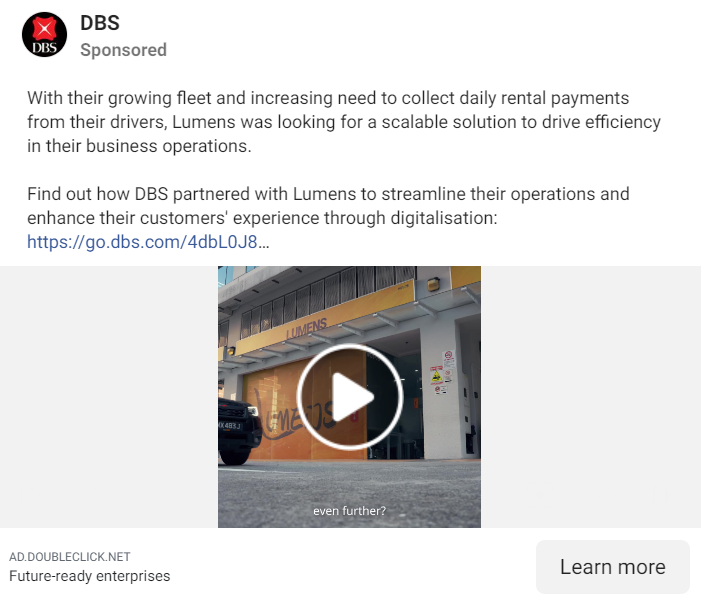 DBS
DBS
Sponsored
With their growing fleet and increasing need to collect daily rental payments
from their drivers, Lumens was looking for a scalable solution to drive efficiency
in their business operations.
Find out how DBS partnered with Lumens to streamline their operations and
enhance their customers' experience through digitalisation:
https://go.dbs.com/4dbL0J8...
LUMENS
even further?
AD.DOUBLECLICK.NET
Future-ready enterprises
Learn more